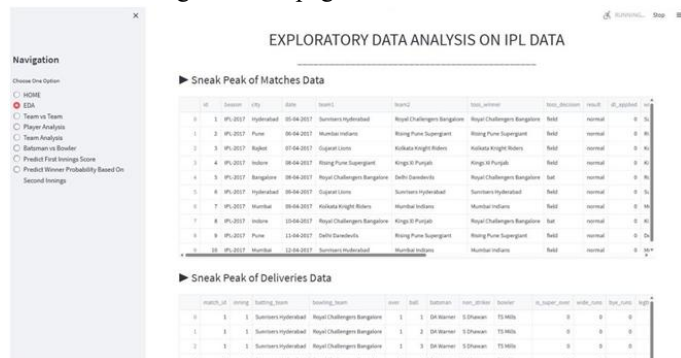 RUNNING... Stop
EXPLORATORY DATA ANALYSIS ON IPL DATA
Navigation
Choose One Option
HOME
EDA
Team vs Team
Player Analysis
Team Analysis
Batsman vs Bowler
Predict First Innings Score
Predict Winner Probability Based On
Second Innings
▶ Sneak Peak of Matches Data
id Season city date team1 team2 toss_winner toss_decision result dl_applied
0 1 IPL-2017 Hyderabad 05-04-2017 Sunrisers Hyderabad Royal Challengers Bangalore Royal Challengers Bangalore field normal 0
1 2 IPL-2017 Pune 06-04-2017 Mumbai Indians Rising Pune Supergiant Rising Pune Supergiant field normal 0
2 3 IPL-2017 Rajkot 07-04-2017 Gujarat Lions Kolkata Knight Riders Kolkata Knight Riders field normal 0
3 4 IPL-2017 Indore 08-04-2017 Rising Pune Supergiant Kings XI Punjab Kings XI Punjab field normal 0
4 5 IPL-2017 Bangalore 08-04-2017 Royal Challengers Bangalore Delhi Daredevils Royal Challengers Bangalore bat normal 0
5 6 IPL-2017 Hyderabad 09-04-2017 Gujarat Lions Sunrisers Hyderabad Sunrisers Hyderabad field normal 0
6 7 IPL-2017 Mumbai 09-04-2017 Kolkata Knight Riders Mumbai Indians Mumbai Indians field normal 0
7 8 IPL-2017 Indore 10-04-2017 Royal Challengers Bangalore Kings XI Punjab Royal Challengers Bangalore bat normal 0
8 9 IPL-2017 Pune 11-04-2017 Delhi Daredevils Rising Pune Supergiant Rising Pune Supergiant field normal 0
9 10 IPL-2017 Mumbai 12-04-2017 Sunrisers Hyderabad Mumbai Indians Mumbai Indians field normal 0
▶ Sneak Peak of Deliveries Data
match_id inning batting_team bowling_team over ball batsman non_striker bowler is_super_over wide_runs bye_runs
0 1 1 Sunrisers Hyderabad Royal Challengers Bangalore 1 1 DA Warner S Dhawan TS Mills 0 0 0
1 1 1 Sunrisers Hyderabad Royal Challengers Bangalore 1 2 DA Warner S Dhawan TS Mills 0 0 0
2 1 1 Sunrisers Hyderabad Royal Challengers Bangalore 1 3 DA Warner S Dhawan TS Mills 0 0 0